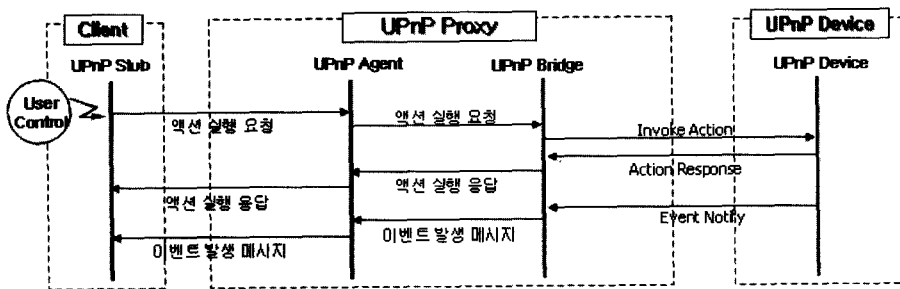 Client
UPnP Proxy
UPnP Device
UPnP Stub
UPnP Agent
UPnP Bridge
UPnP Device
User
Control
액션 실행 요청
액션 실행 요청
Invoke Action
액션 실행 응답
Action Response
액션 실행 응답
이벤트 발생 메시지
Event Notify
이벤트 발생 메시지